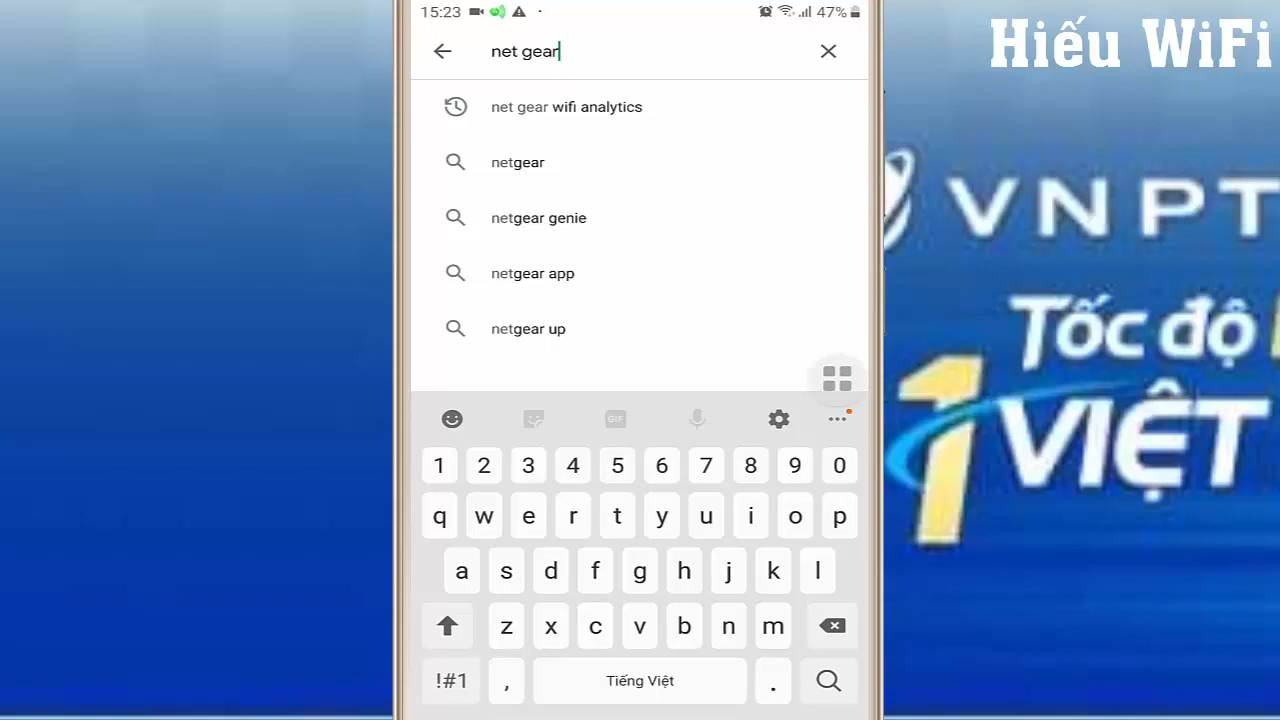 15:23
47%
Hiếu WiFi
net gear
net gear wifi analytics
netgear
netgear genie
netgear app
netgear up
VNPT
Tốc độ
1 VIỆT
GIF
1 2 3 4 5 6 7 8 9 0
q w e r t y u i o p
a s d f g h j k l
z x c v b n m
!#1 , Tiếng Việt .